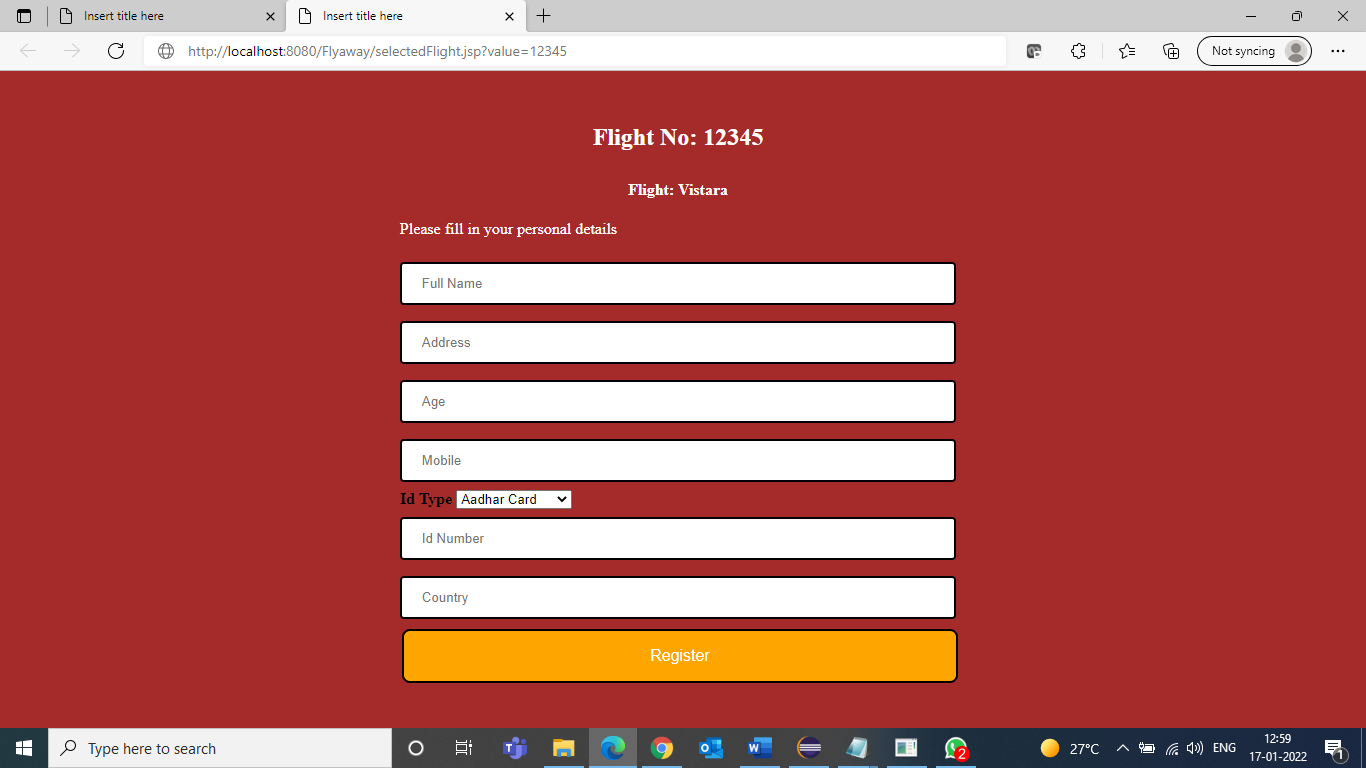 Insert title here
Insert title here
http://localhost:8080/Flyaway/selectedFlight.jsp?value=12345
Not syncing
Flight No: 12345
Flight: Vistara
Please fill in your personal details
Full Name
Address
Age
Mobile
Id Type Aadhar Card
Id Number
Country
Register
Type here to search
2
27°C
ENG
12:59
17-01-2022
1